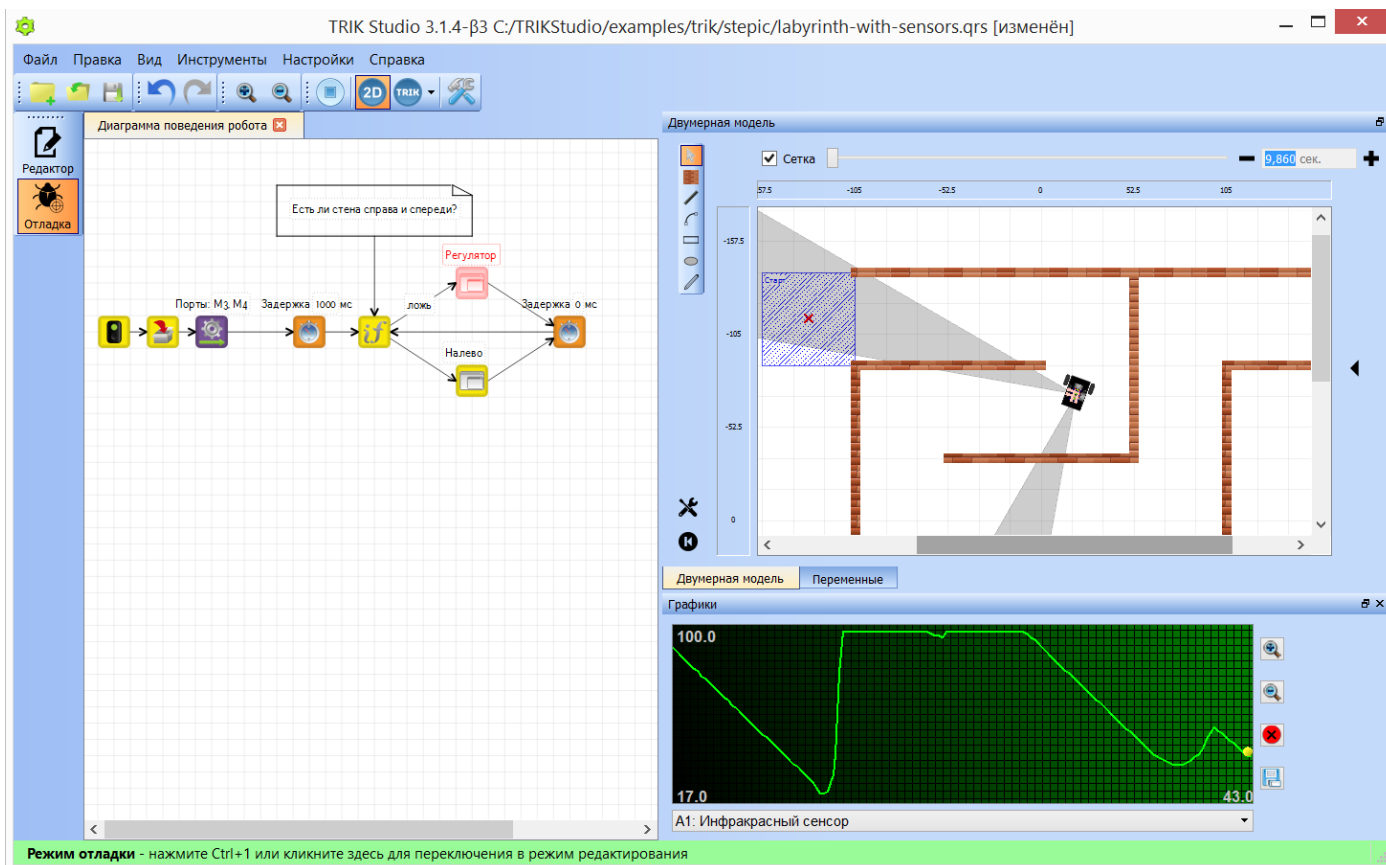 TRIK Studio 3.1.4-β3 C:/TRIKStudio/examples/trik/stepic/labyrinth-with-sensors.qrs [изменён]
Файл Правка Вид Инструменты Настройки Справка
2D TRIK
Редактор
Отладка
Диаграмма поведения робота
Есть ли стена справа и спереди?
Регулятор
Порты: M3, M4 Задержка 1000 мс ложь Задержка 0 мс
if
Налево
Двумерная модель
Сетка 9,860 сек.
57.5 -105 -52.5 0 52.5 105
-157.5
Старт
-105
-52.5
0
Двумерная модель Переменные
Графики
100.0
17.0 43.0
A1: Инфракрасный сенсор
Режим отладки - нажмите Ctrl+1 или кликните здесь для переключения в режим редактирования